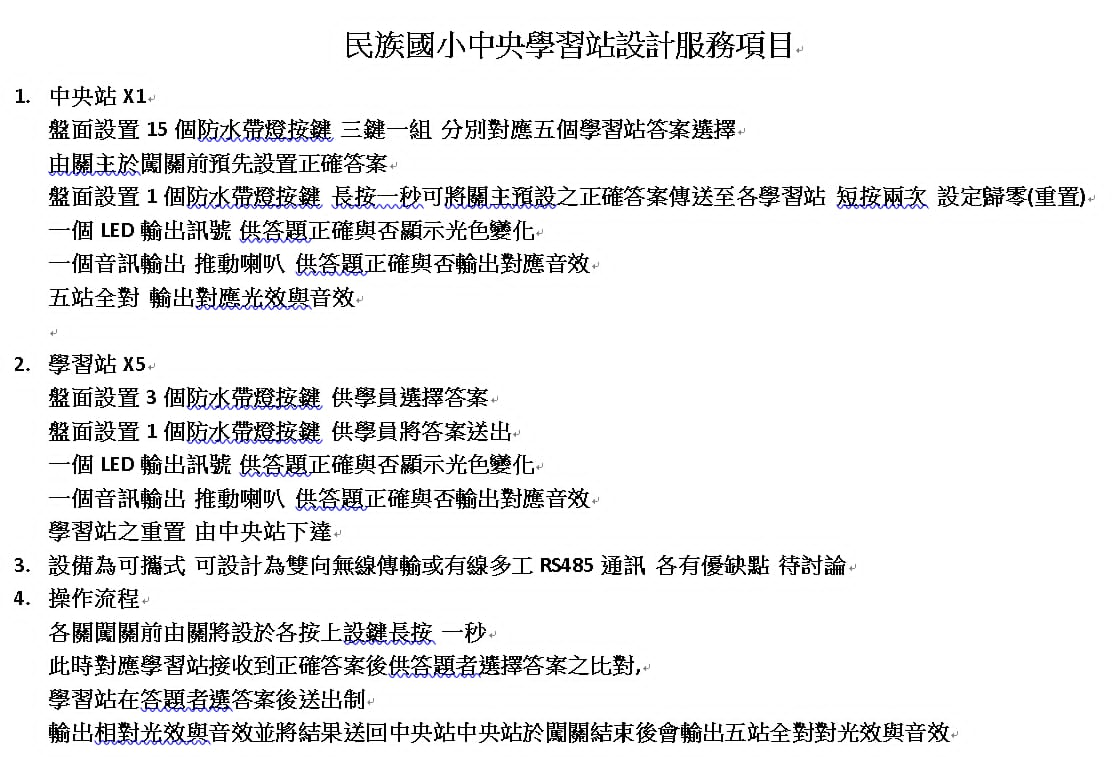 民族國小中央學習站設計服務項目
1. 中央站 X1
盤面設置 15 個防水帶燈按鍵 三鍵一組 分別對應五個學習站答案選擇
由關主於闖關前預先設置正確答案
盤面設置 1 個防水帶燈按鍵 長按一秒可將關主預設之正確答案傳送至各學習站 短按兩次 設定歸零(重置)
一個 LED 輸出訊號 供答題正確與否顯示光色變化
一個音訊輸出 推動喇叭 供答題正確與否輸出對應音效
五站全對 輸出對應光效與音效
2. 學習站 X5
盤面設置 3 個防水帶燈按鍵 供學員選擇答案
盤面設置 1 個防水帶燈按鍵 供學員將答案送出
一個 LED 輸出訊號 供答題正確與否顯示光色變化
一個音訊輸出 推動喇叭 供答題正確與否輸出對應音效
學習站之重置 由中央站下達
3. 設備為可攜式 可設計為雙向無線傳輸或有線多工 RS485 通訊 各有優缺點 待討論
4. 操作流程
各關闖關前由關將設於各按上設鍵長按 一秒
此時對應學習站接收到正確答案後供答題者選擇答案之比對,
學習站在答題者選答案後送出制
輸出相對光效與音效並將結果送回中央站中央站於闖關結束後會輸出五站全對對光效與音效